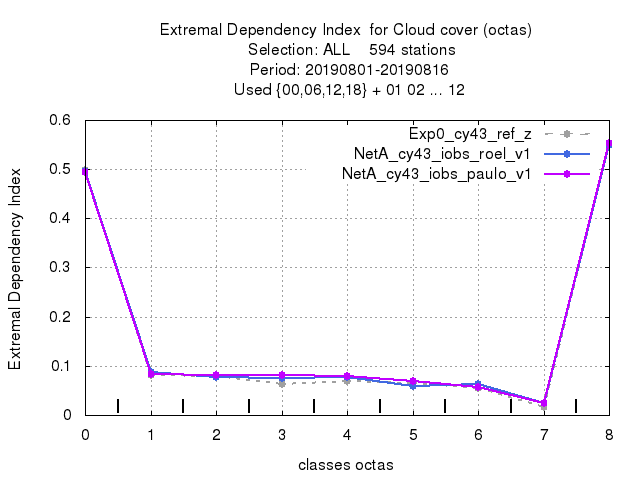 Extremal Dependency Index  for Cloud cover (octas)
Selection: ALL    594 stations
Period: 20190801-20190816
Used {00,06,12,18} + 01 02 ... 12
Exp0_cy43_ref_z
NetA_cy43_iobs_roel_v1
NetA_cy43_iobs_paulo_v1
Extremal Dependency Index
0.6
0.5
0.4
0.3
0.2
0.1
0
0 1 2 3 4 5 6 7 8
classes octas